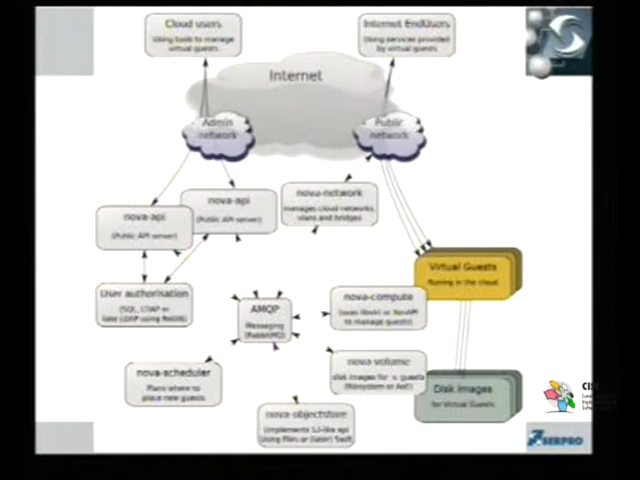 Cloud users
Using tools to manage
virtual guests
Internet EndUsers
Using services provided
by virtual guests
Internet
Admin
network
Public
network
nova-api
(Public API server)
nova-network
manages cloud networks,
vlans and bridges
nova-api
(Public API server)
Virtual Guests
Running in the cloud
User authorisation
(SQL, LDAP or
fake LDAP using ReDIS)
AMQP
Messaging
(RabbitMQ)
nova-compute
(uses libvirt or XenAPI
to manage guests)
nova-scheduler
Plans where to
place new guests
nova-volume
disk images for v. guests
(filesystem or AoE)
Disk images
for Virtual Guests
nova-objectstore
(implements S3-like api
Using Files or (later) Swift
SERPRO